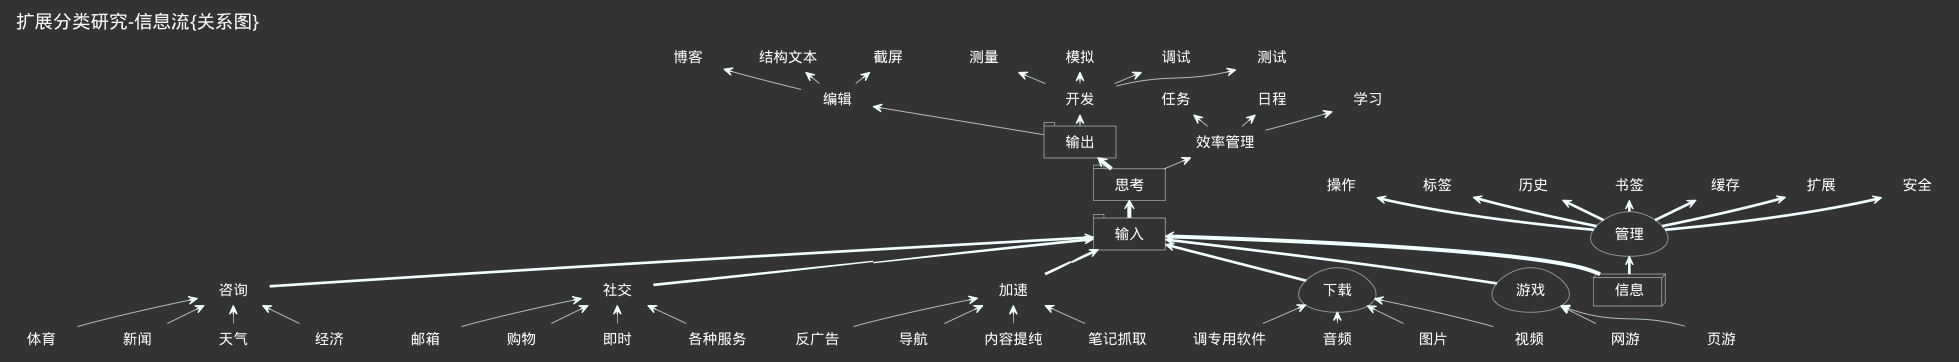 扩展分类研究-信息流{关系图}
博客 结构文本 截屏 测量 模拟 调试 测试
编辑 开发 任务 日程 学习
输出 效率管理
思考 操作 标签 历史 书签 缓存 扩展 安全
输入 管理
咨询 社交 加速 下载 游戏 信息
体育 新闻 天气 经济 邮箱 购物 即时 各种服务 反广告 导航 内容提纯 笔记抓取 调专用软件 音频 图片 视频 网游 页游